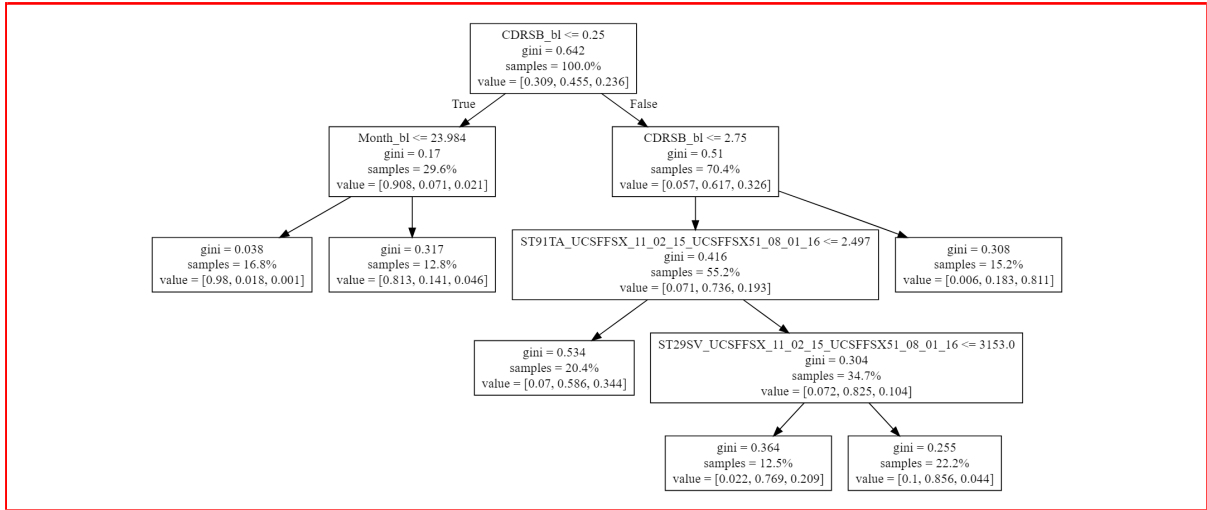 CDRSB_bl <= 0.25
gini = 0.642
samples = 100.0%
value = [0.309, 0.455, 0.236]
True
False
Month_bl <= 23.984
gini = 0.17
samples = 29.6%
value = [0.908, 0.071, 0.021]
CDRSB_bl <= 2.75
gini = 0.51
samples = 70.4%
value = [0.057, 0.617, 0.326]
gini = 0.038
samples = 16.8%
value = [0.98, 0.018, 0.001]
gini = 0.317
samples = 12.8%
value = [0.813, 0.141, 0.046]
ST91TA_UCSFFSX_11_02_15_UCSFFSX51_08_01_16 <= 2.497
gini = 0.416
samples = 55.2%
value = [0.071, 0.736, 0.193]
gini = 0.308
samples = 15.2%
value = [0.006, 0.183, 0.811]
gini = 0.534
samples = 20.4%
value = [0.07, 0.586, 0.344]
ST29SV_UCSFFSX_11_02_15_UCSFFSX51_08_01_16 <= 3153.0
gini = 0.304
samples = 34.7%
value = [0.072, 0.825, 0.104]
gini = 0.364
samples = 12.5%
value = [0.022, 0.769, 0.209]
gini = 0.255
samples = 22.2%
value = [0.1, 0.856, 0.044]